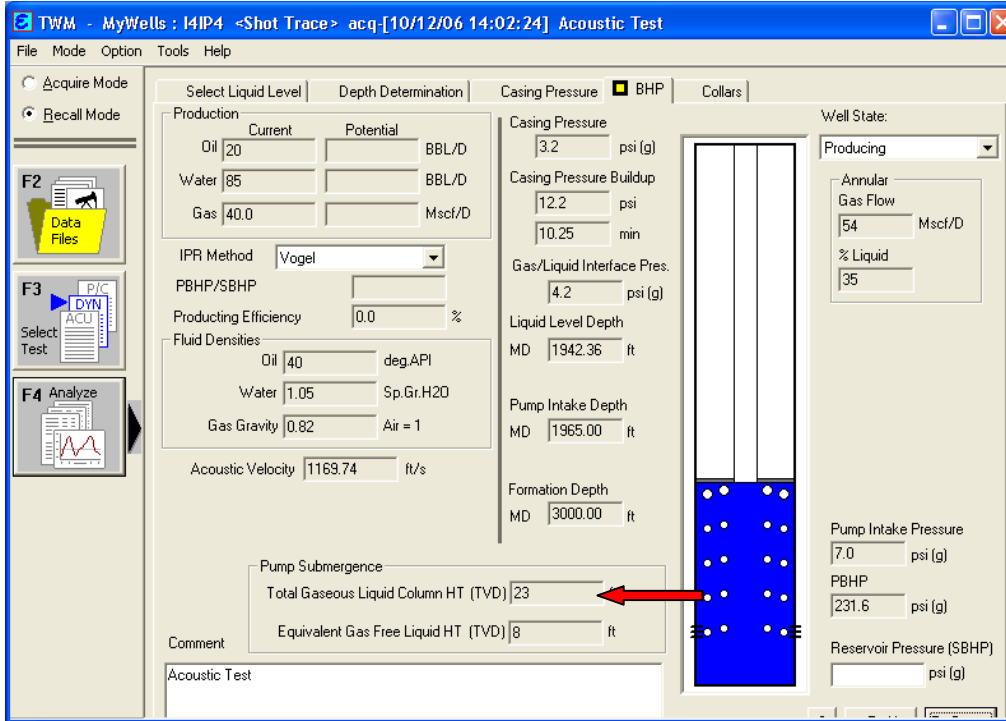 TWM - MyWells : I4IP4 <Shot Trace> acq-[10/12/06 14:02:24] Acoustic Test
File Mode Option Tools Help
Acquire Mode
Recall Mode
F2
Data Files
F3
P/C
DYN
ACU
Select Test
F4 Analyze
Select Liquid Level Depth Determination Casing Pressure BHP Collars
Production
Current Potential
Oil 20 BBL/D
Water 85 BBL/D
Gas 40.0 Mscf/D
IPR Method Vogel
PBHP/SBHP
Producting Efficiency 0.0 %
Fluid Densities
Oil 40 deg.API
Water 1.05 Sp.Gr.H2O
Gas Gravity 0.82 Air = 1
Acoustic Velocity 1169.74 ft/s
Casing Pressure
3.2 psi (g)
Casing Pressure Buildup
12.2 psi
10.25 min
Gas/Liquid Interface Pres.
4.2 psi (g)
Liquid Level Depth
MD 1942.36 ft
Pump Intake Depth
MD 1965.00 ft
Formation Depth
MD 3000.00 ft
Well State:
Producing
Annular
Gas Flow
54 Mscf/D
% Liquid
35
Pump Intake Pressure
7.0 psi (g)
PBHP
231.6 psi (g)
Reservoir Pressure (SBHP)
psi (g)
Pump Submergence
Total Gaseous Liquid Column HT (TVD) 23
Equivalent Gas Free Liquid HT (TVD) 8 ft
Comment
Acoustic Test